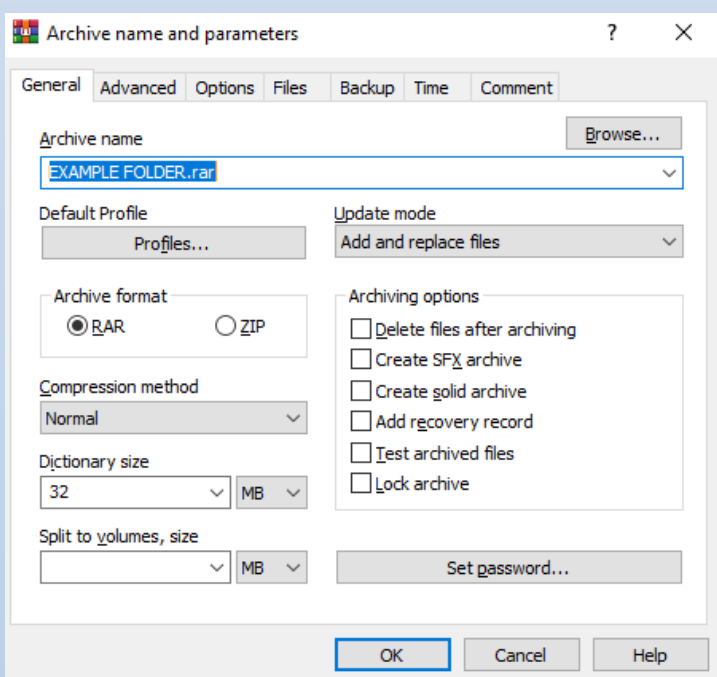 Archive name and parameters
General Advanced Options Files Backup Time Comment
Archive name
Browse...
EXAMPLE FOLDER.rar
Default Profile
Profiles...
Update mode
Add and replace files
Archive format
RAR ZIP
Compression method
Normal
Dictionary size
32 MB
Split to volumes, size
MB
Archiving options
Delete files after archiving
Create SFX archive
Create solid archive
Add recovery record
Test archived files
Lock archive
Set password...
OK Cancel Help